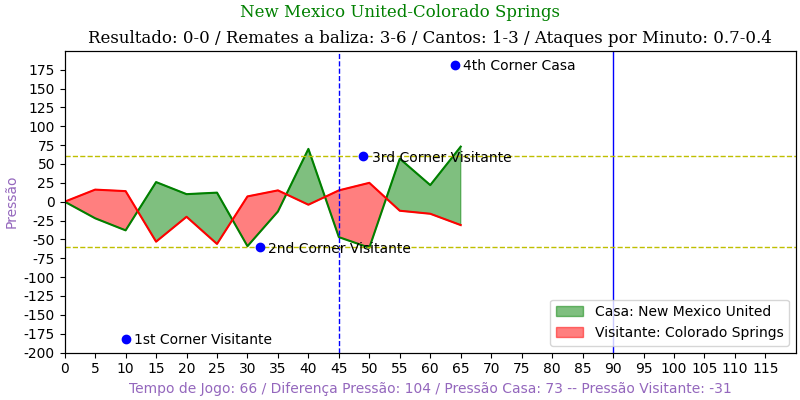 New Mexico United-Colorado Springs
Resultado: 0-0 / Remates a baliza: 3-6 / Cantos: 1-3 / Ataques por Minuto: 0.7-0.4
Pressão
175
150
125
100
75
50
25
0
-25
-50
-75
-100
-125
-150
-175
-200
4th Corner Casa
3rd Corner Visitante
2nd Corner Visitante
1st Corner Visitante
Casa: New Mexico United
Visitante: Colorado Springs
0 5 10 15 20 25 30 35 40 45 50 55 60 65 70 75 80 85 90 95 100 105 110 115
Tempo de Jogo: 66 / Diferença Pressão: 104 / Pressão Casa: 73 -- Pressão Visitante: -31